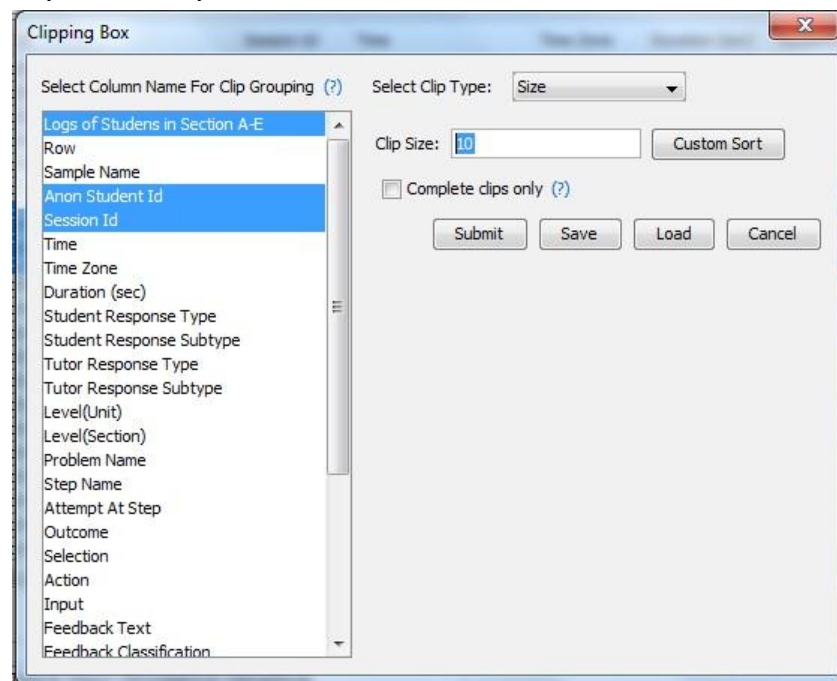 Clipping Box
Select Column Name For Clip Grouping (?)
Logs of Studens in Section A-E
Row
Sample Name
Anon Student Id
Session Id
Time
Time Zone
Duration (sec)
Student Response Type
Student Response Subtype
Tutor Response Type
Tutor Response Subtype
Level(Unit)
Level(Section)
Problem Name
Step Name
Attempt At Step
Outcome
Selection
Action
Input
Feedback Text
Feedback Classification
Select Clip Type: Size
Clip Size: 10 Custom Sort
Complete clips only (?)
Submit Save Load Cancel